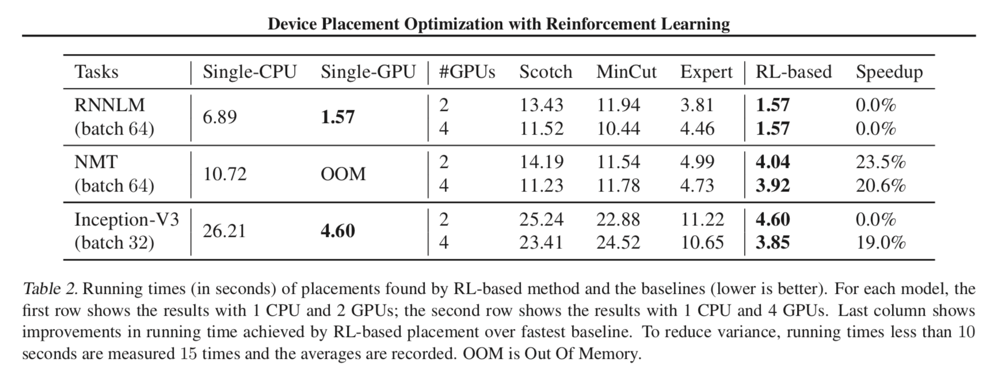 Device Placement Optimization with Reinforcement Learning
Tasks Single-CPU Single-GPU #GPUs Scotch MinCut Expert RL-based Speedup
RNNLM 2 13.43 11.94 3.81 1.57 0.0%
6.89 1.57
(batch 64) 4 11.52 10.44 4.46 1.57 0.0%
NMT 2 14.19 11.54 4.99 4.04 23.5%
10.72 OOM
(batch 64) 4 11.23 11.78 4.73 3.92 20.6%
Inception-V3 2 25.24 22.88 11.22 4.60 0.0%
26.21 4.60
(batch 32) 4 23.41 24.52 10.65 3.85 19.0%
Table 2. Running times (in seconds) of placements found by RL-based method and the baselines (lower is better). For each model, the
first row shows the results with 1 CPU and 2 GPUs; the second row shows the results with 1 CPU and 4 GPUs. Last column shows
improvements in running time achieved by RL-based placement over fastest baseline. To reduce variance, running times less than 10
seconds are measured 15 times and the averages are recorded. OOM is Out Of Memory.